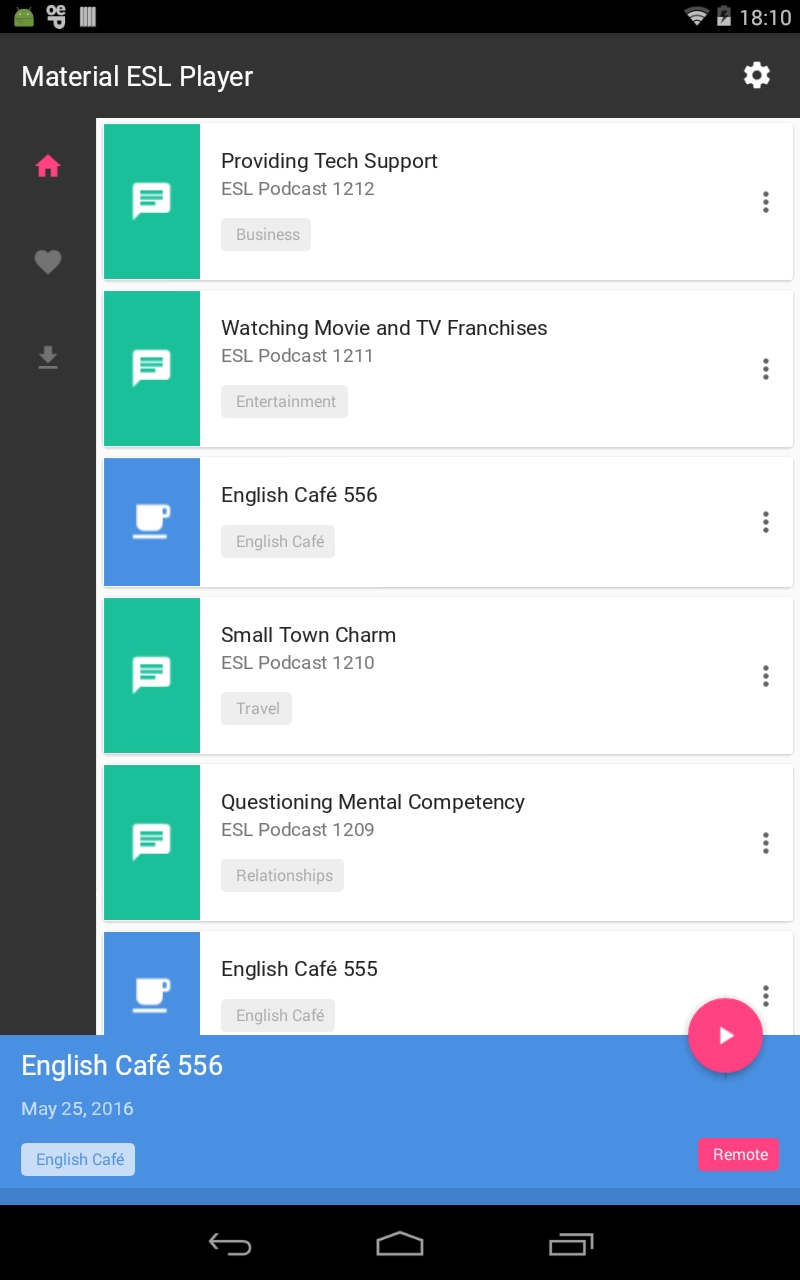 18:10
Material ESL Player
Providing Tech Support
ESL Podcast 1212
Business
Watching Movie and TV Franchises
ESL Podcast 1211
Entertainment
English Café 556
English Café
Small Town Charm
ESL Podcast 1210
Travel
Questioning Mental Competency
ESL Podcast 1209
Relationships
English Café 555
English Café
English Café 556
May 25, 2016
English Café
Remote